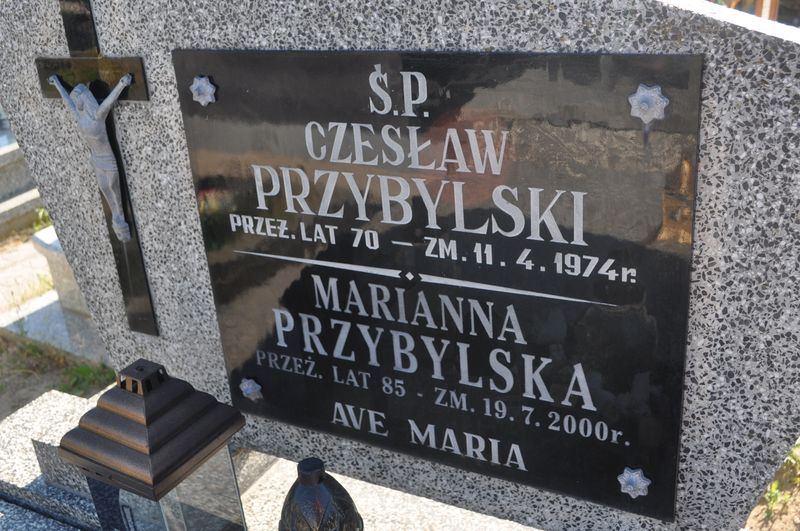 Ś.P.
CZESŁAW
PRZYBYLSKI
PRZEŻ. LAT 70 — ZM. 11. 4. 1974r.
MARIANNA
PRZYBYLSKA
PRZEŻ. LAT 85 - ZM. 19. 7. 2000r.
AVE MARIA